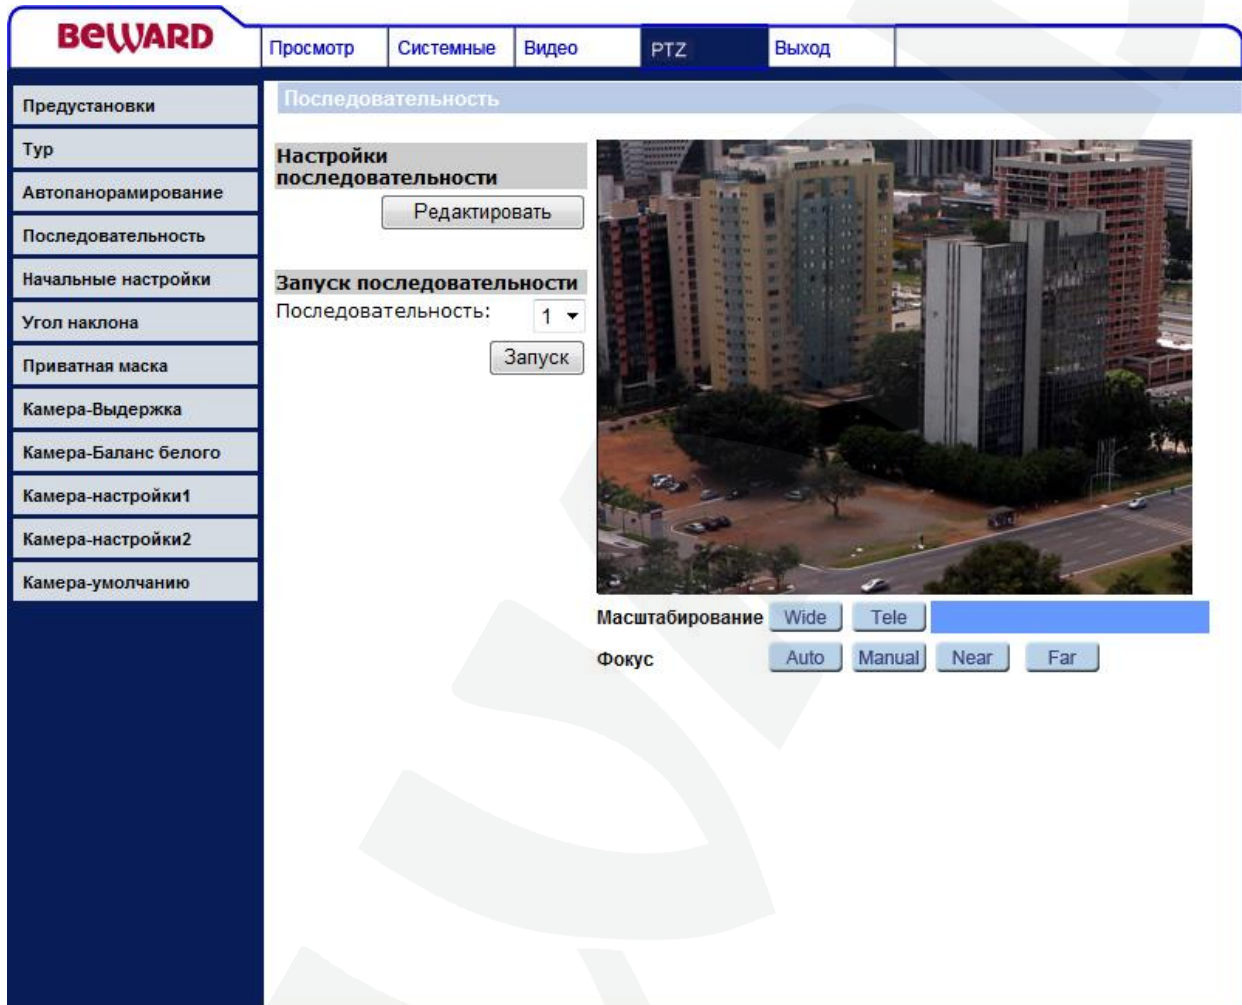 BEWARD
Просмотр
Системные
Видео
PTZ
Выход
Предустановки
Тур
Автопанорамирование
Последовательность
Начальные настройки
Угол наклона
Приватная маска
Камера-Выдержка
Камера-Баланс белого
Камера-настройки1
Камера-настройки2
Камера-умолчанию
Последовательность
Настройки
последовательности
Редактировать
Запуск последовательности
Последовательность: 1
Запуск
Масштабирование Wide Tele
Фокус Auto Manual Near Far